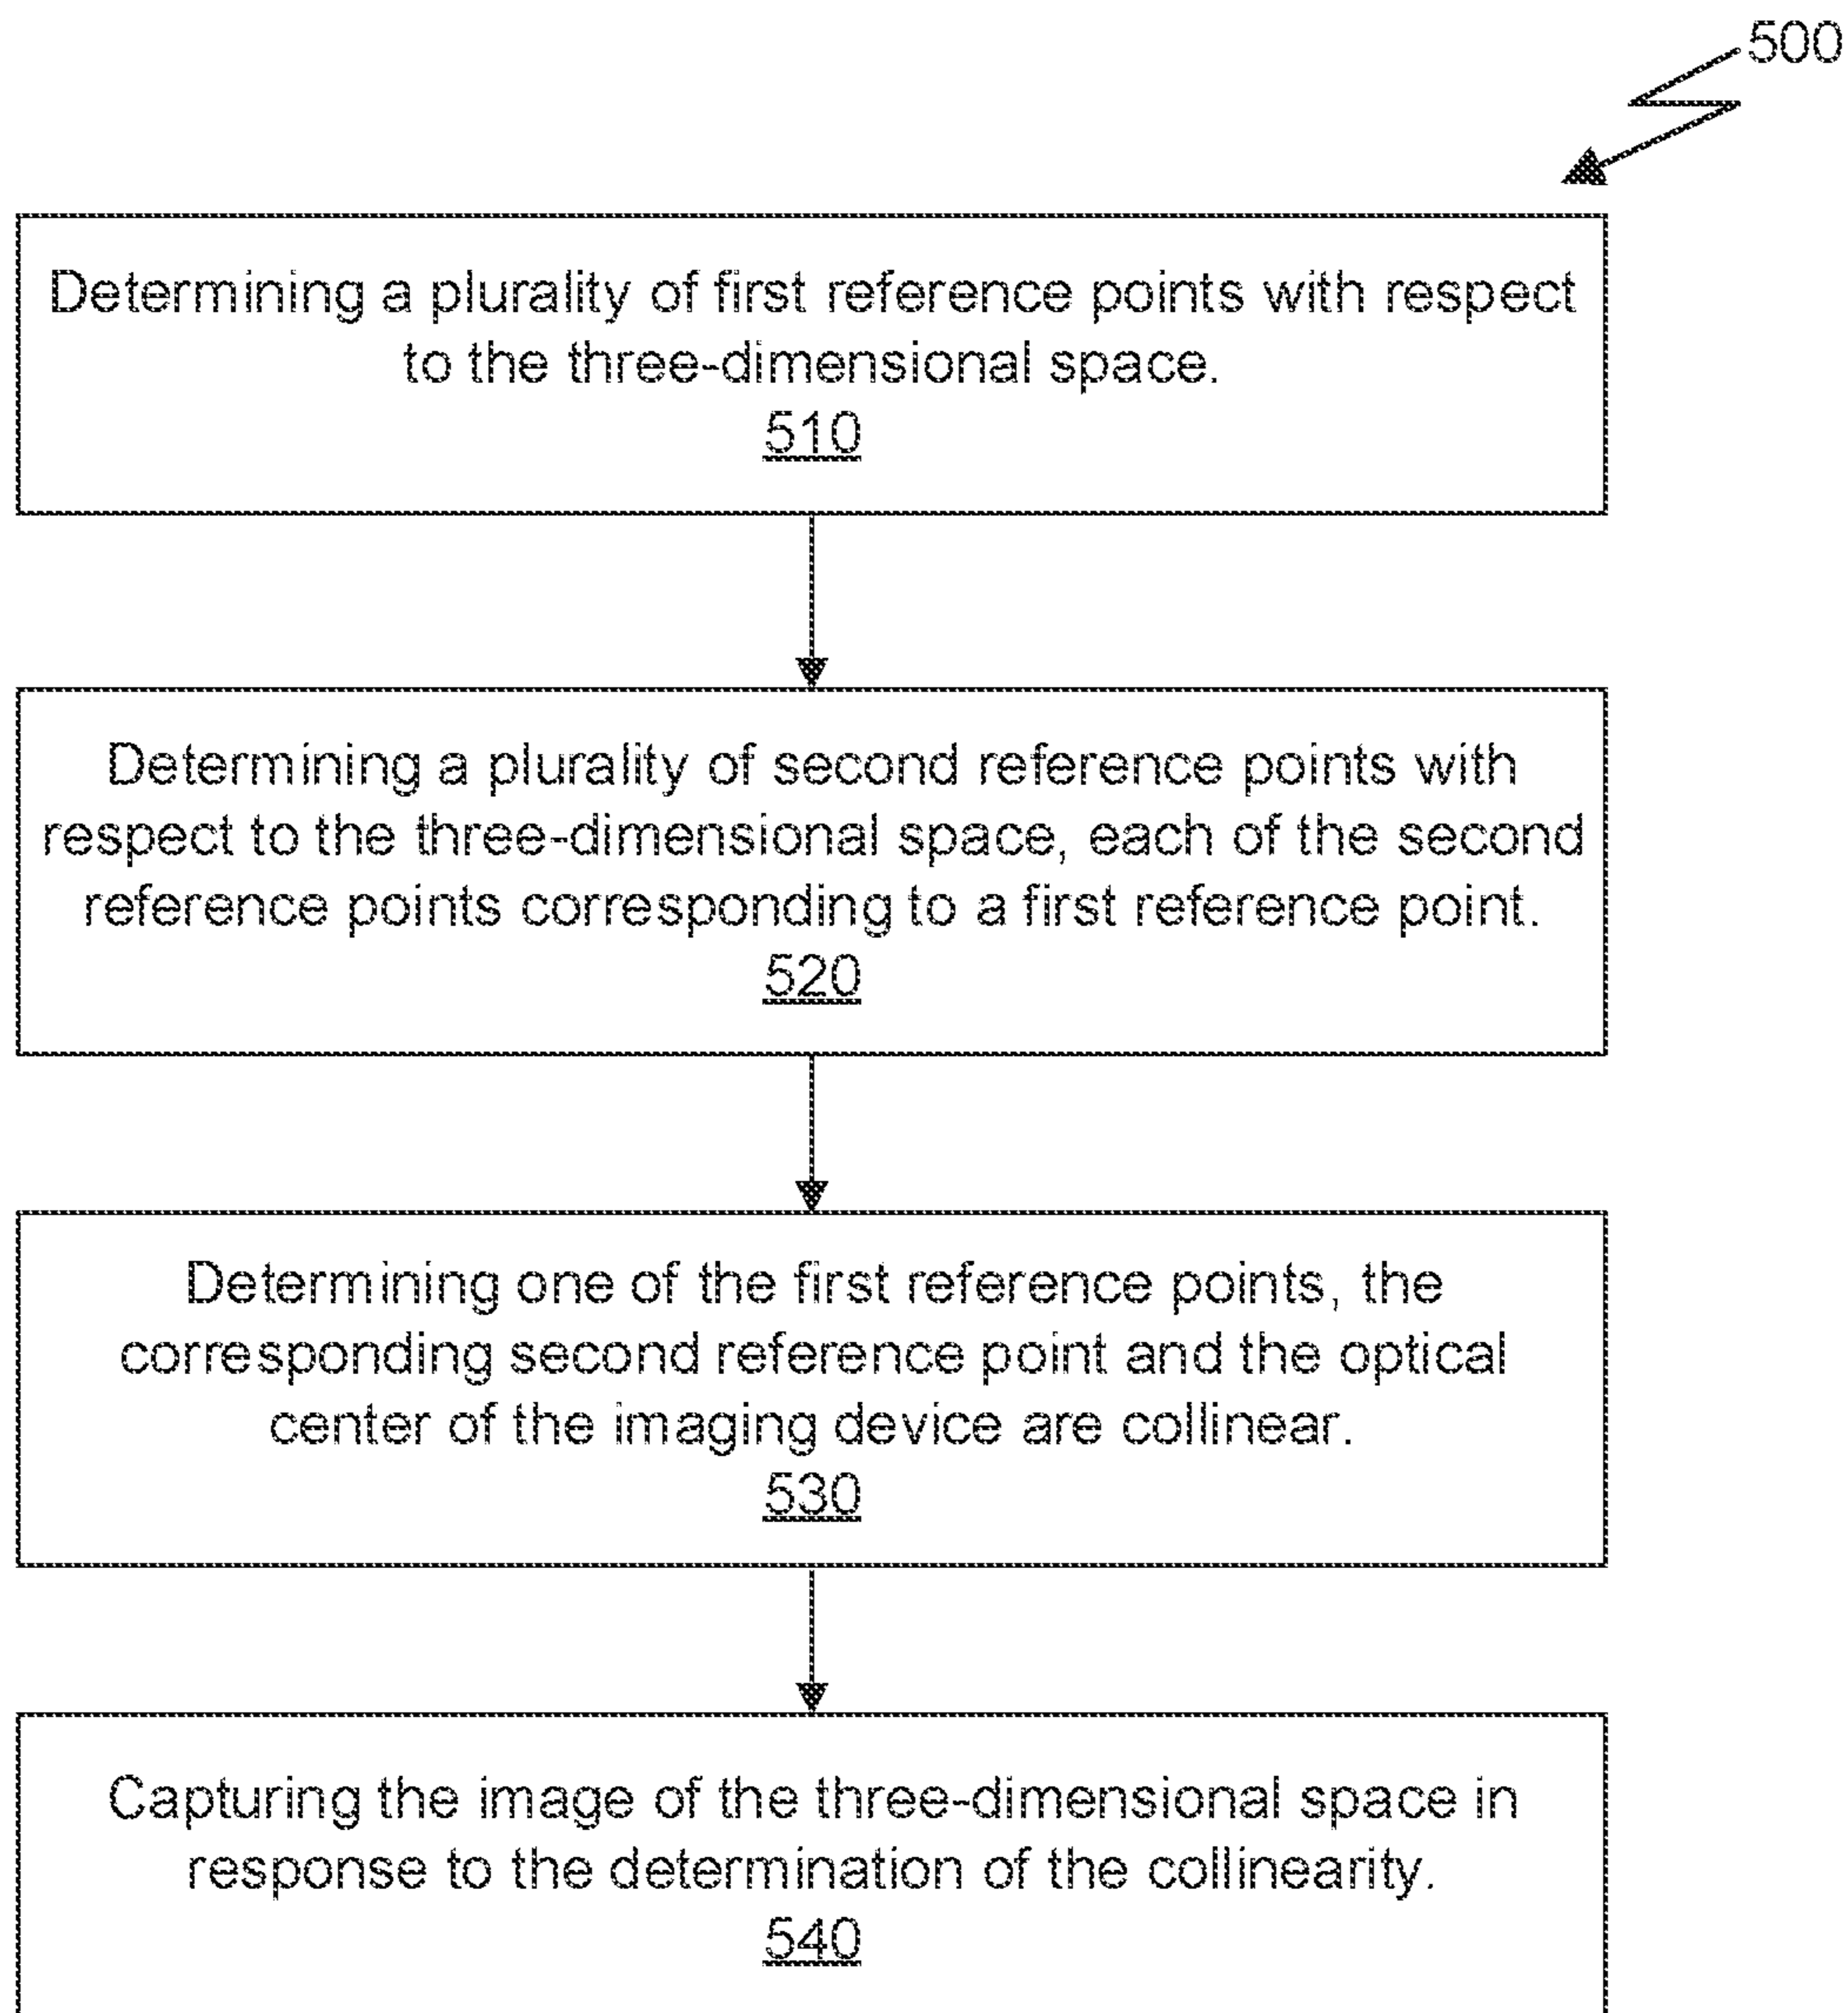 500
Determining a plurality of first reference points with respect
to the three-dimensional space.
510
Determining a plurality of second reference points with
respect to the three-dimensional space, each of the second
reference points corresponding to a first reference point.
520
Determining one of the first reference points, the
corresponding second reference point and the optical
center of the imaging device are collinear.
530
Capturing the image of the three-dimensional space in
response to the determination of the collinearity.
540